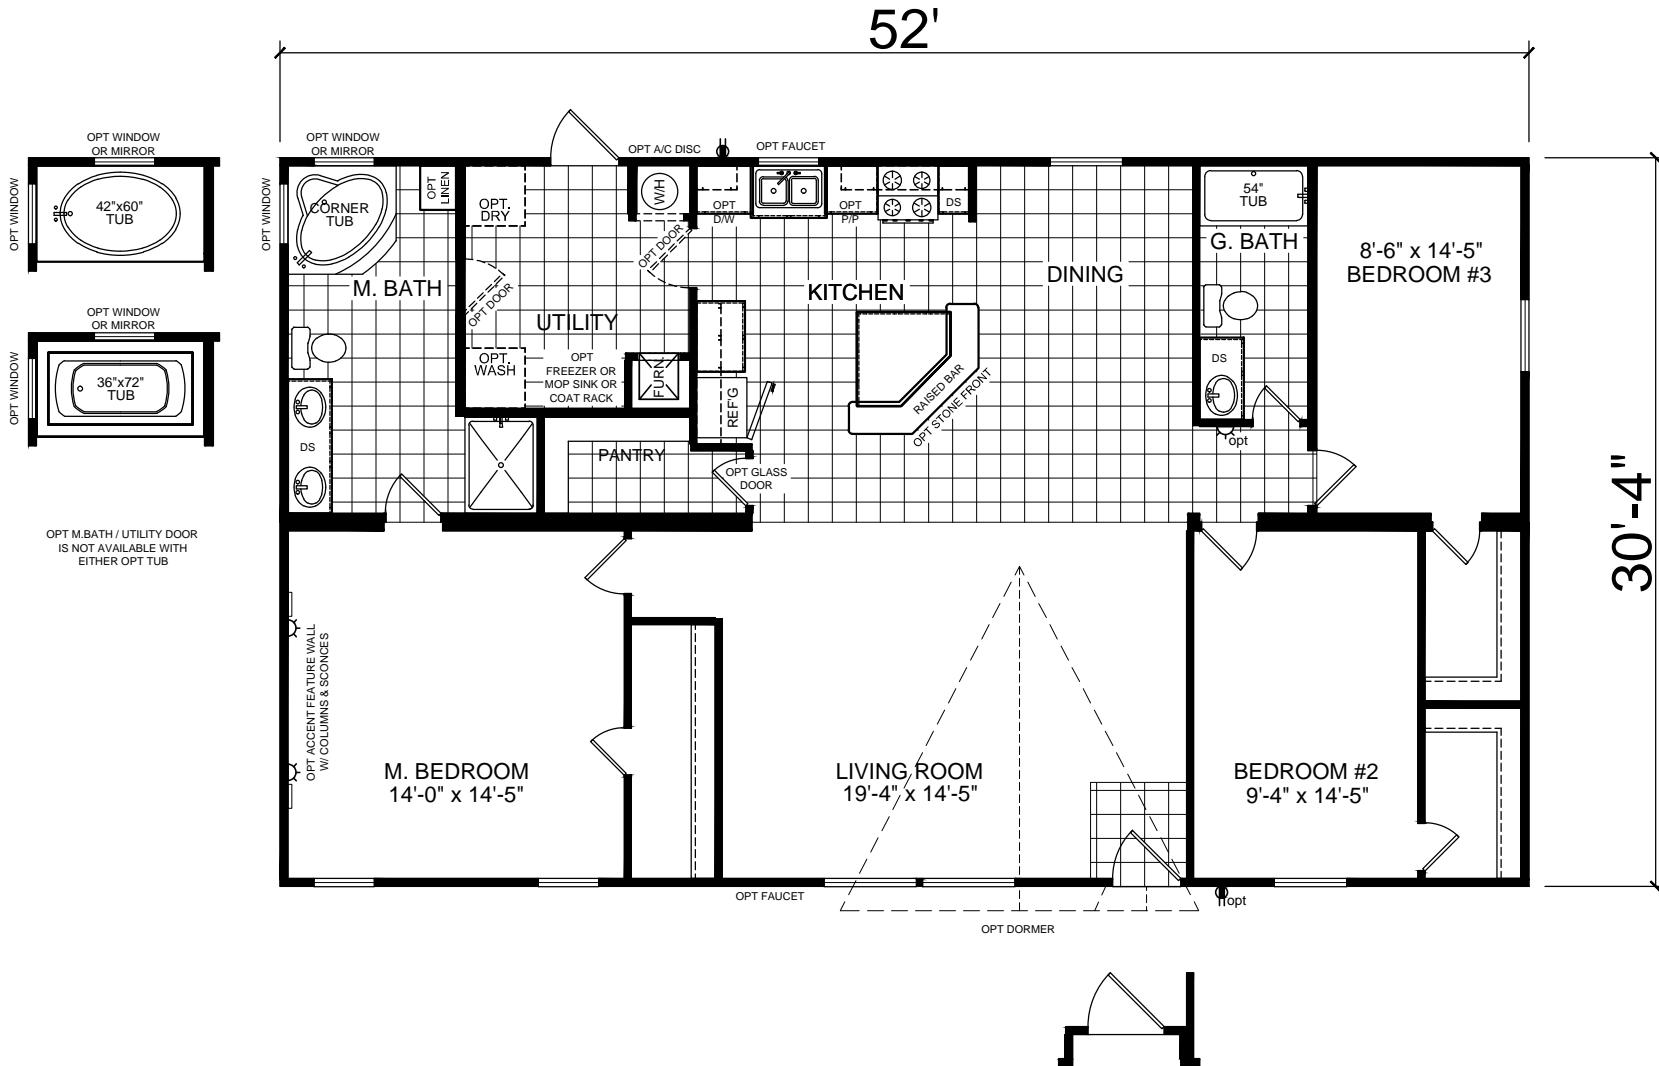 52'
30'-4"
OPT WINDOW
OR MIRROR
OPT WINDOW
42"x60"
TUB
OPT WINDOW
OR MIRROR
OPT WINDOW
36"x72"
TUB
OPT M.BATH / UTILITY DOOR
IS NOT AVAILABLE WITH
EITHER OPT TUB
OPT WINDOW
OR MIRROR
OPT WINDOW
CORNER
TUB
OPT
LINEN
M. BATH
DS
OPT.
DRY
OPT DOOR
OPT.
WASH
UTILITY
OPT
FREEZER OR
MOP SINK OR
COAT RACK
FURN.
W/H
OPT DOOR
OPT A/C DISC
OPT FAUCET
OPT
D/W
OPT
P/P
DS
KITCHEN
REF'G
RAISED BAR
OPT STONE FRONT
PANTRY
OPT GLASS
DOOR
DINING
54"
TUB
G. BATH
DS
opt
8'-6" x 14'-5"
BEDROOM #3
OPT ACCENT FEATURE WALL
W/ COLUMNS & SCONCES
M. BEDROOM
14'-0" x 14'-5"
LIVING ROOM
19'-4" x 14'-5"
BEDROOM #2
9'-4" x 14'-5"
OPT FAUCET
opt
OPT DORMER